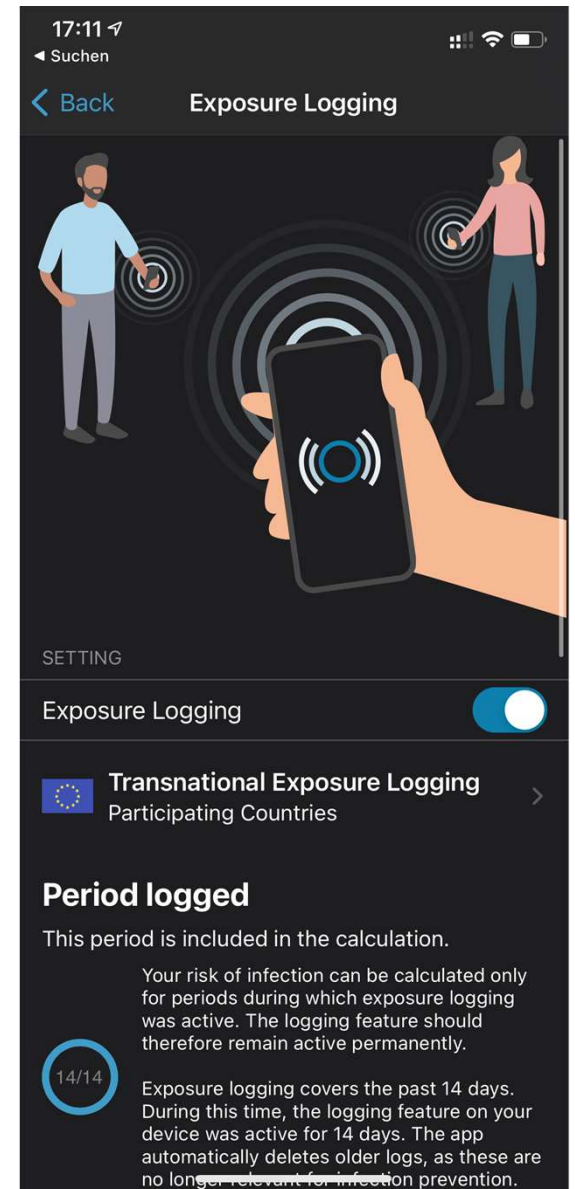 17:11
◀ Suchen
Back
Exposure Logging
SETTING
Exposure Logging
Transnational Exposure Logging
Participating Countries
Period logged
This period is included in the calculation.
Your risk of infection can be calculated only
for periods during which exposure logging
was active. The logging feature should
therefore remain active permanently.
14/14
Exposure logging covers the past 14 days.
During this time, the logging feature on your
device was active for 14 days. The app
automatically deletes older logs, as these are
no longer relevant for infection prevention.